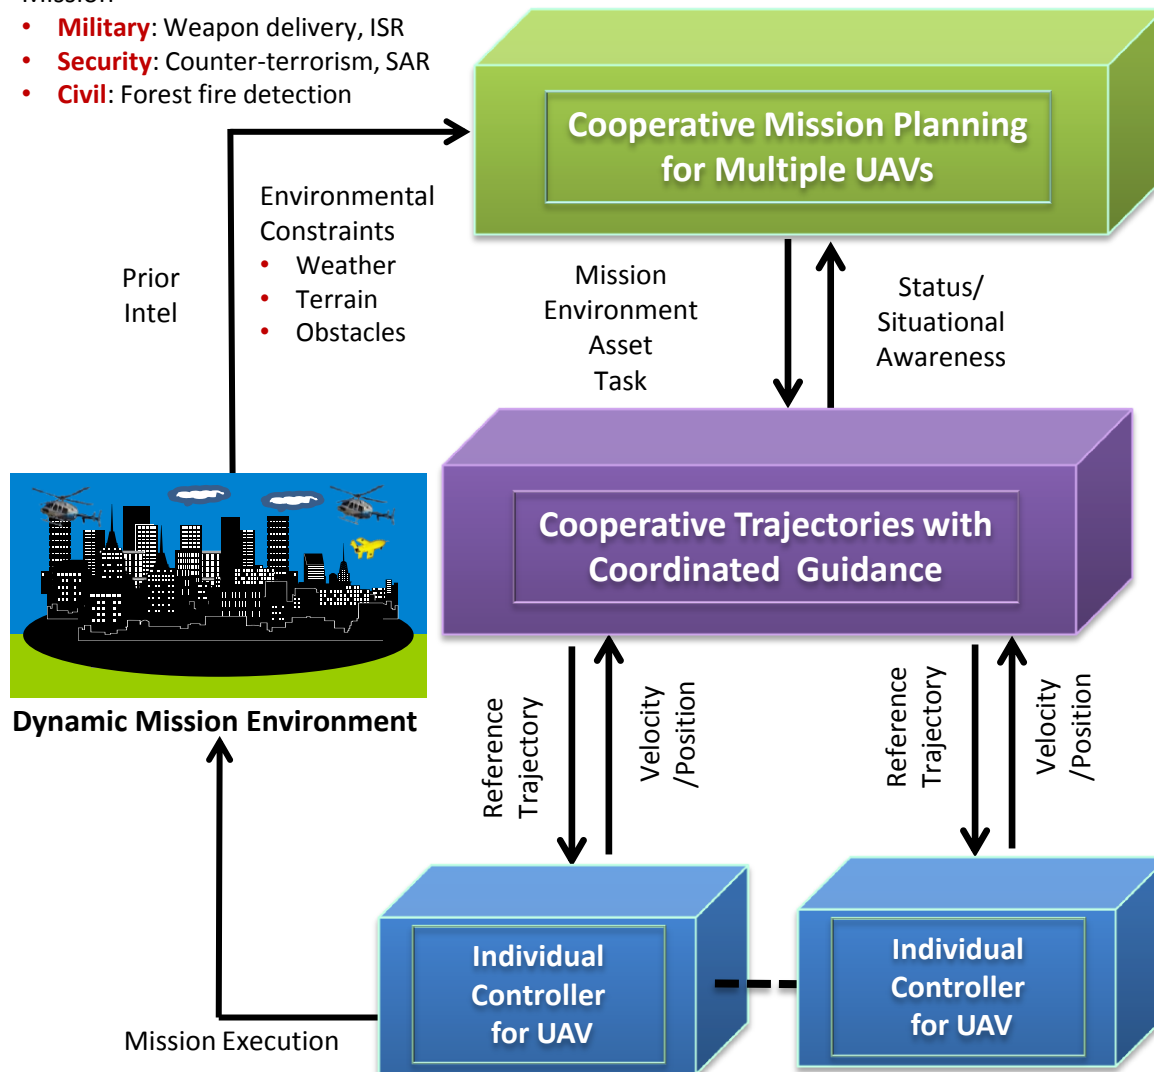 Mission
• Military: Weapon delivery, ISR
• Security: Counter-terrorism, SAR
• Civil: Forest fire detection
Cooperative Mission Planning
for Multiple UAVs
Environmental
Constraints
• Weather
• Terrain
• Obstacles
Prior
Intel
Mission
Environment
Asset
Task
Status/
Situational
Awareness
Cooperative Trajectories with
Coordinated Guidance
Dynamic Mission Environment
Reference
Trajectory
Velocity
/Position
Reference
Trajectory
Velocity
/Position
Individual
Controller
for UAV
Individual
Controller
for UAV
Mission Execution